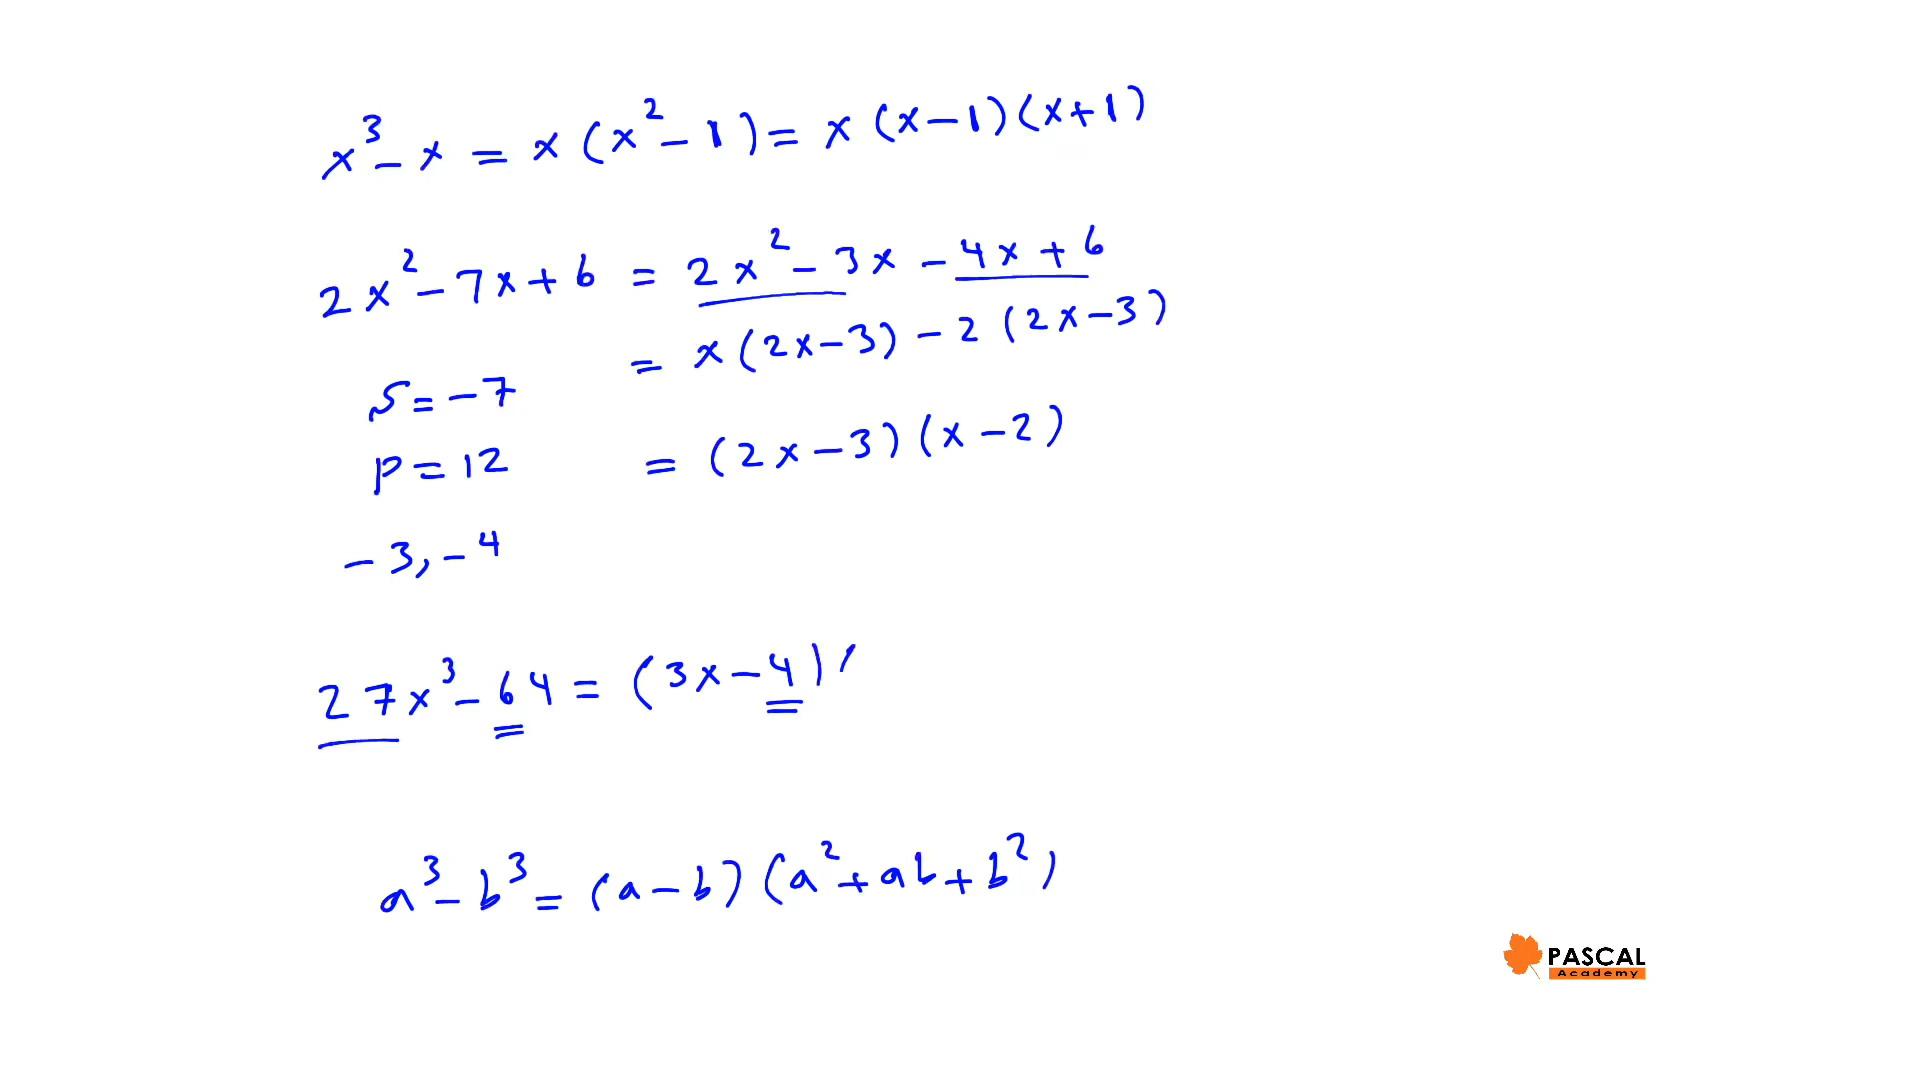 x³ - x = x (x² - 1) = x (x - 1)(x + 1)
2x² - 7x + 6 = 2x² - 3x - 4x + 6
= x (2x - 3) - 2 (2x - 3)
S = -7
P = 12 = (2x - 3)(x - 2)
-3, -4
27x³ - 64 = (3x - 4)(
a³ - b³ = (a - b)(a² + ab + b²)
PASCAL
Academy